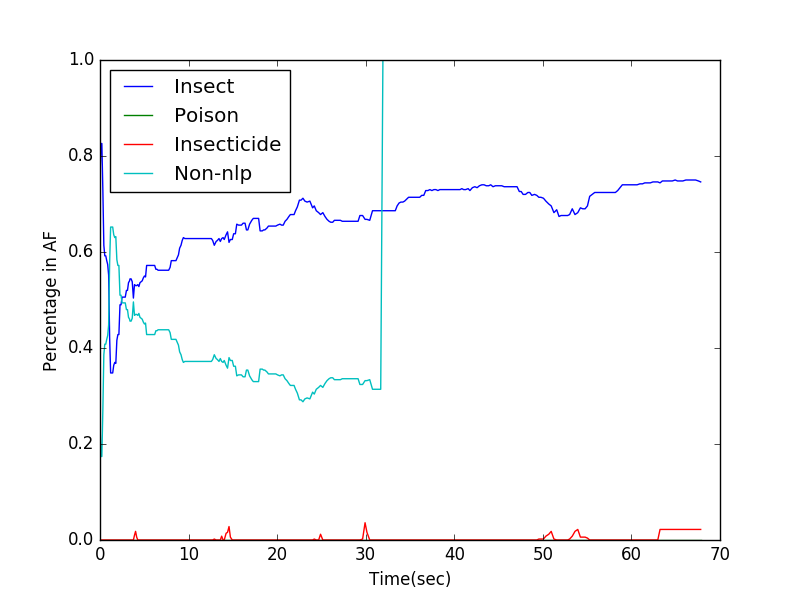 1.0
0.8
0.6
0.4
0.2
0.0
Percentage in AF
Insect
Poison
Insecticide
Non-nlp
0 10 20 30 40 50 60 70
Time(sec)